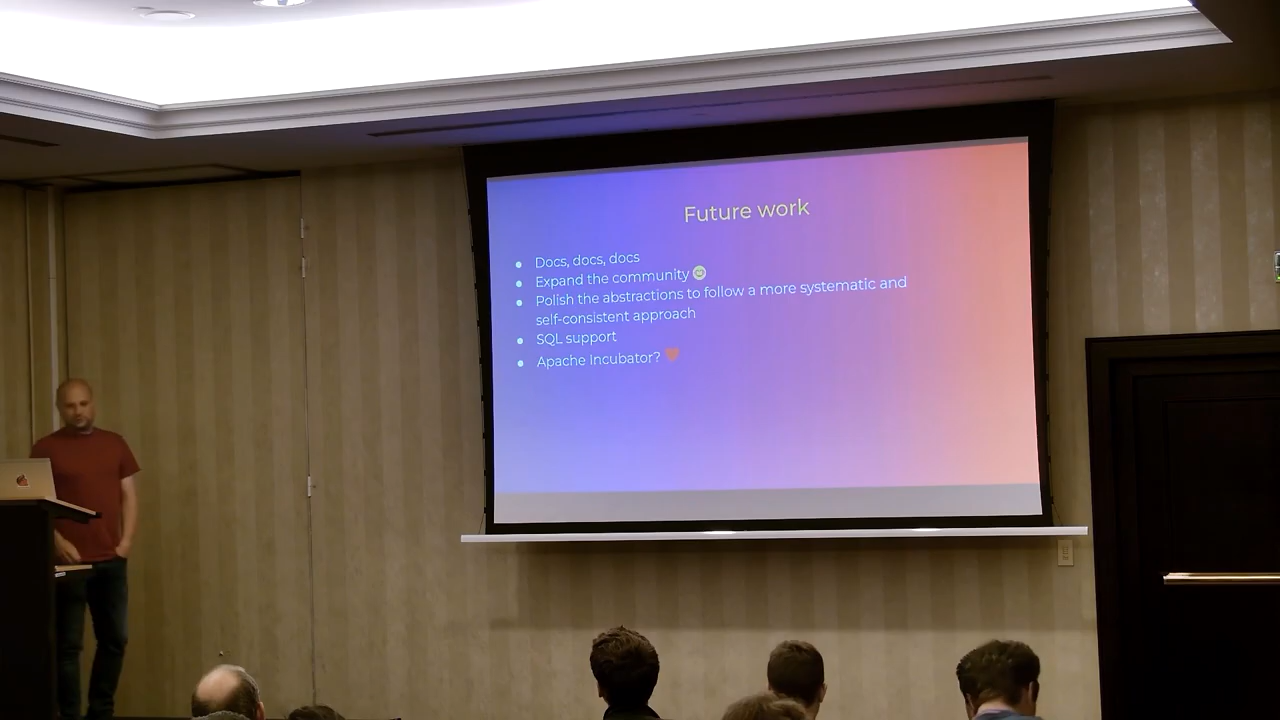 Future work
Docs, docs, docs
Expand the community
Polish the abstractions to follow a more systematic and
self-consistent approach
SQL support
Apache Incubator?